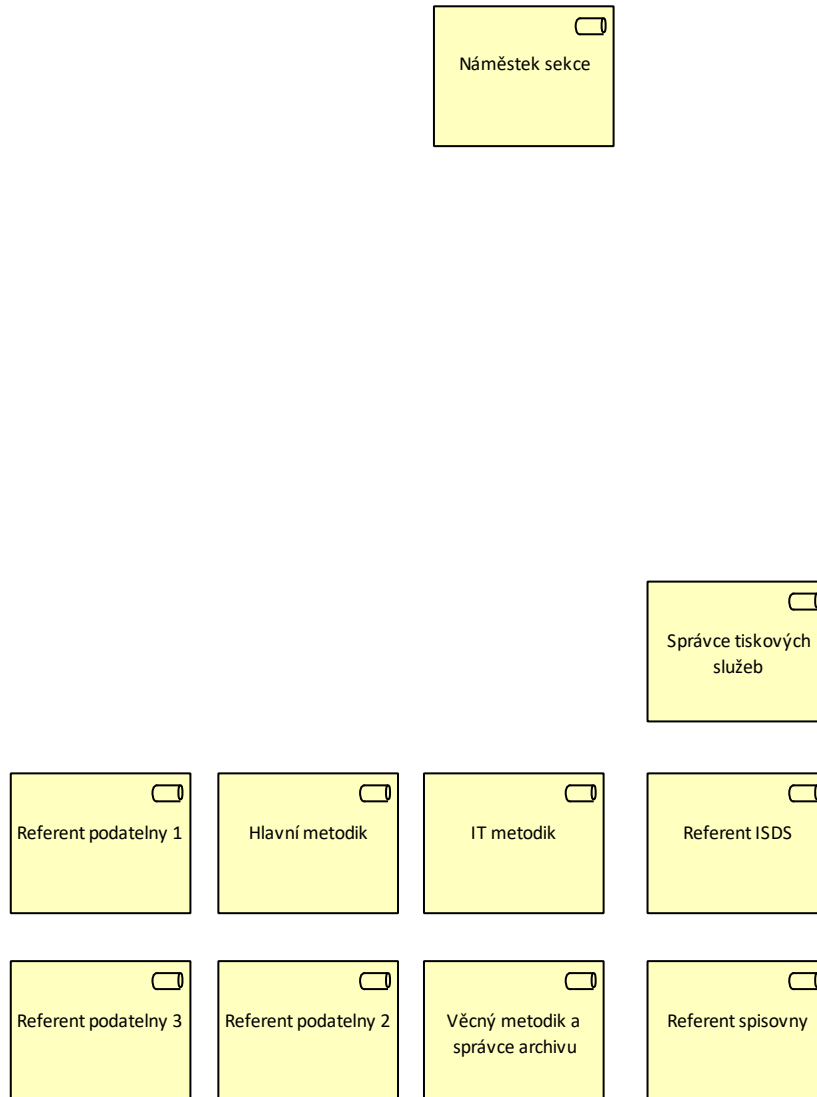 Náměstek sekce
Správce tiskových
služeb
Referent podatelny 1
Hlavní metodik
IT metodik
Referent ISDS
Referent podatelny 3
Referent podatelny 2
Věcný metodik a
správce archivu
Referent spisovny